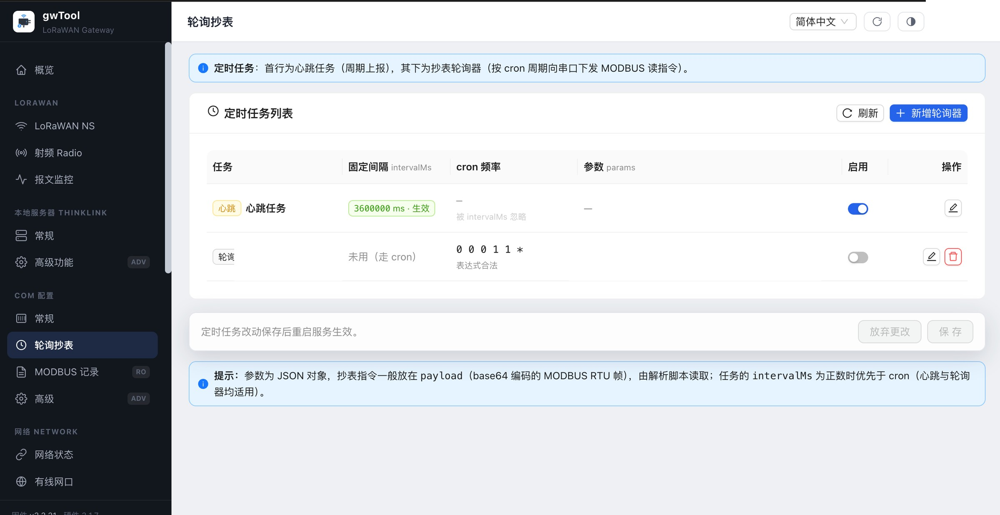 gwTool
LoRaWAN Gateway
概览
LORAWAN
LoRaWAN NS
射频 Radio
报文监控
本地服务器 THINKLINK
常规
高级功能 ADV
COM 配置
常规
轮询抄表
MODBUS 记录 RO
高级 ADV
网络 NETWORK
网络状态
有线网口
轮询抄表
简体中文
定时任务：首行为心跳任务（周期上报），其下为抄表轮询器（按 cron 周期向串口下发 MODBUS 读指令）。
定时任务列表
刷新
新增轮询器
任务 固定间隔 intervalMs cron 频率 参数 params 启用 操作
心跳 心跳任务 3600000 ms · 生效 — —
被 intervalMs 忽略
轮询 未用（走 cron） 0 0 0 1 1 *
表达式合法
定时任务改动保存后重启服务生效。
放弃更改 保 存
提示：参数为 JSON 对象，抄表指令一般放在 payload（base64 编码的 MODBUS RTU 帧），由解析脚本读取；任务的 intervalMs 为正数时优先于 cron（心跳与轮询
器均适用）。